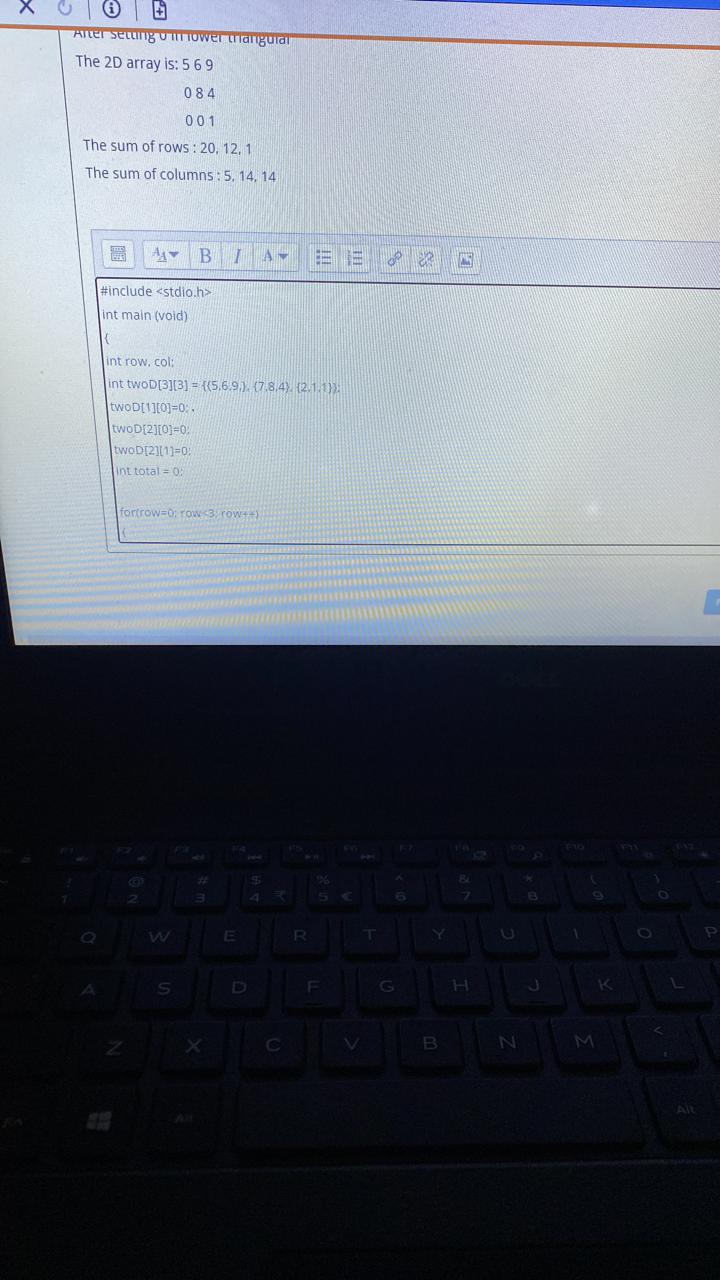 After setting 0 in lower triangular
The 2D array is: 5 6 9
0 8 4
0 0 1
The sum of rows : 20, 12, 1
The sum of columns : 5, 14, 14
B I A
#include <stdio.h>
int main (void)
{
int row, col;
int twoD[3][3] = {{5,6,9,}, {7,8,4}, {2,1,1}};
twoD[1][0]=0; .
twoD[2][0]=0;
twoD[2][1]=0;
int total = 0;
for(row=0; row<3; row++)
{
F1 F2 F3 F4 F5 F6 F7 F8 F9 F10 F11 F12
! @ # $ % ^ & * ( )
1 2 3 4 ₹ 5 € 6 7 8 9 0
Q W E R T Y U I O P
A S D F G H J K L
Z X C V B N M < ,
Fn Alt Alt